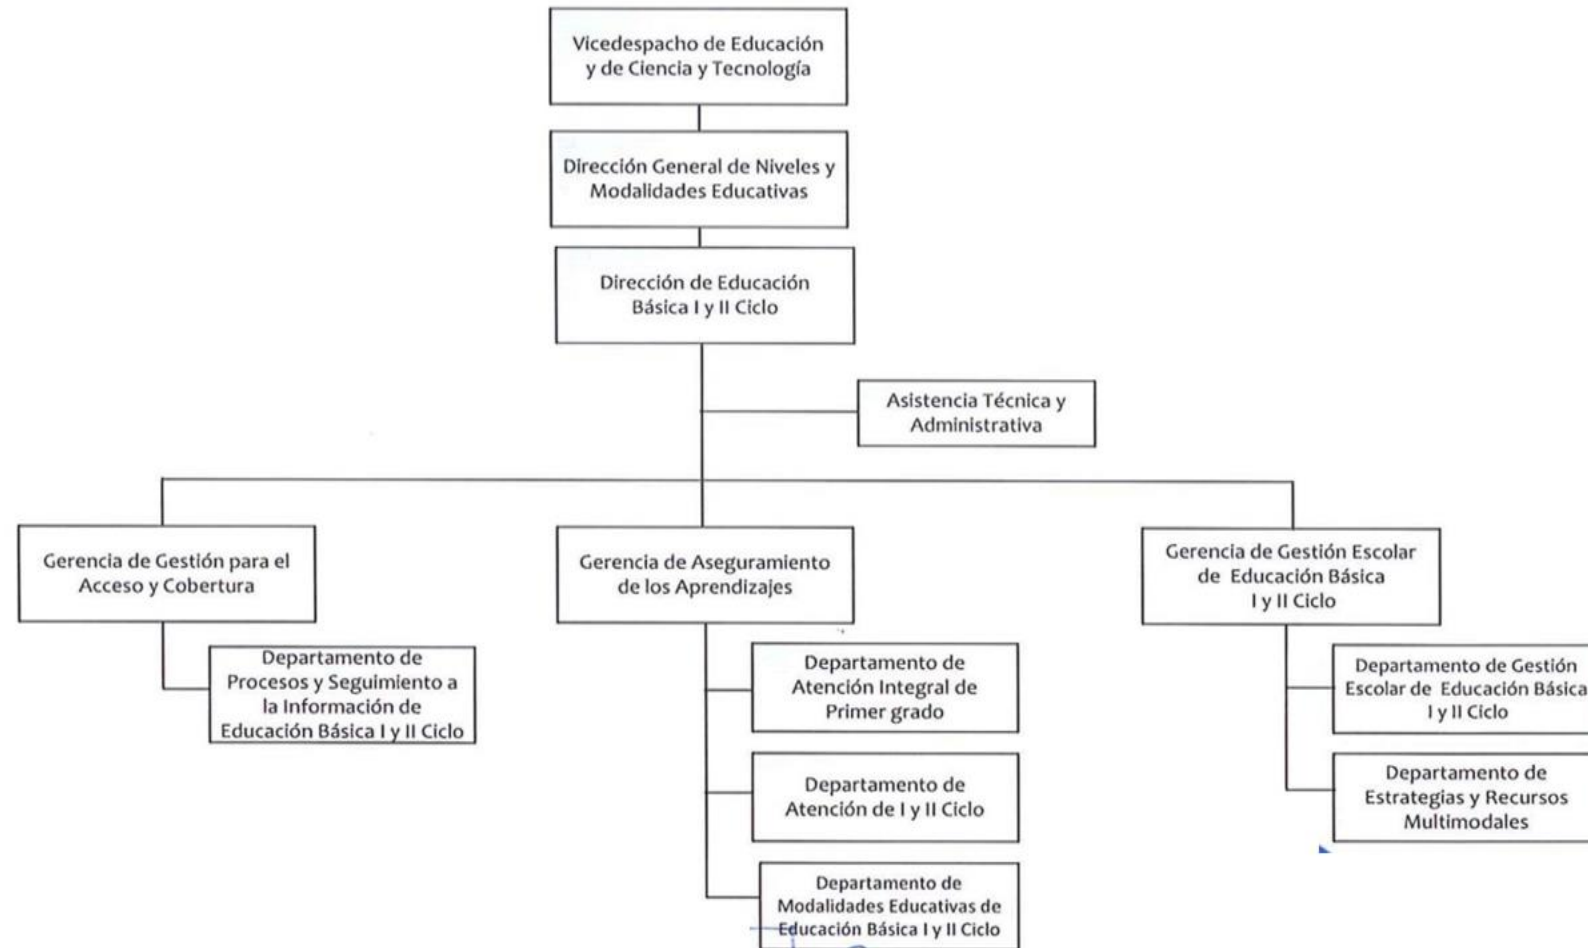 Vicedespacho de Educación
y de Ciencia y Tecnología
Dirección General de Niveles y
Modalidades Educativas
Dirección de Educación
Básica I y II Ciclo
Asistencia Técnica y
Administrativa
Gerencia de Gestión para el
Acceso y Cobertura
Departamento de
Procesos y Seguimiento a
la Información de
Educación Básica I y II Ciclo
Gerencia de Aseguramiento
de los Aprendizajes
Departamento de
Atención Integral de
Primer grado
Departamento de
Atención de I y II Ciclo
Departamento de
Modalidades Educativas de
Educación Básica I y II Ciclo
Gerencia de Gestión Escolar
de Educación Básica
I y II Ciclo
Departamento de Gestión
Escolar de Educación Básica
I y II Ciclo
Departamento de
Estrategias y Recursos
Multimodales